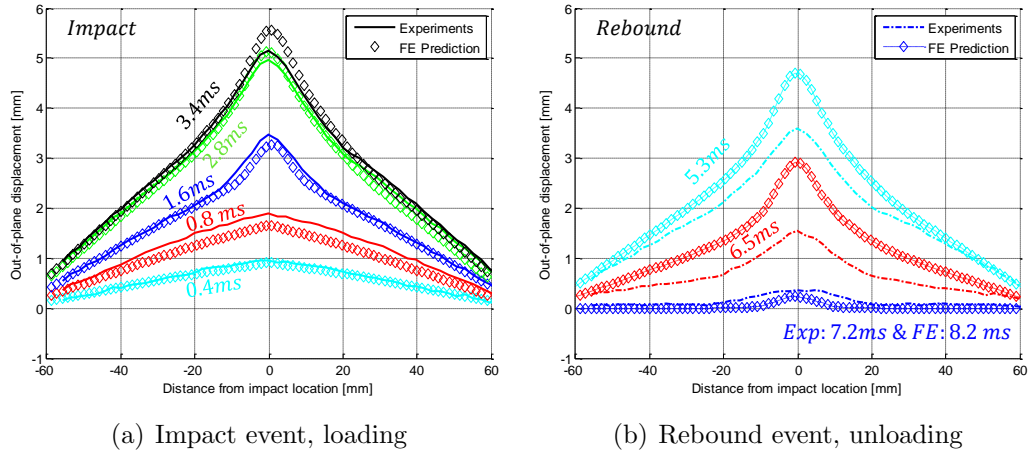 Impact
Experiments
FE Prediction
3.4ms
2.8ms
1.6ms
0.8 ms
0.4ms
Out-of-plane displacement [mm]
6
5
4
3
2
1
0
-1
-60 -40 -20 0 20 40 60
Distance from impact location [mm]
(a) Impact event, loading
Rebound
Experiments
FE Prediction
5.3ms
6.5ms
Exp: 7.2ms & FE: 8.2 ms
Out-of-plane displacement [mm]
6
5
4
3
2
1
0
-1
-60 -40 -20 0 20 40 60
Distance from impact location [mm]
(b) Rebound event, unloading